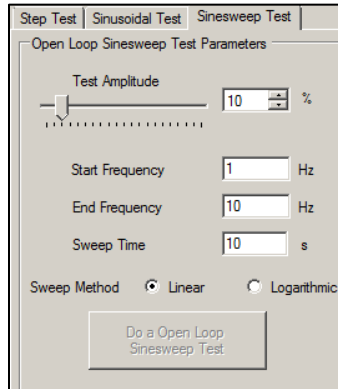 Step Test Sinusoidal Test Sinesweep Test
Open Loop Sinesweep Test Parameters
Test Amplitude
10 %
Start Frequency 1 Hz
End Frequency 10 Hz
Sweep Time 10 s
Sweep Method Linear Logarithmic
Do a Open Loop
Sinesweep Test